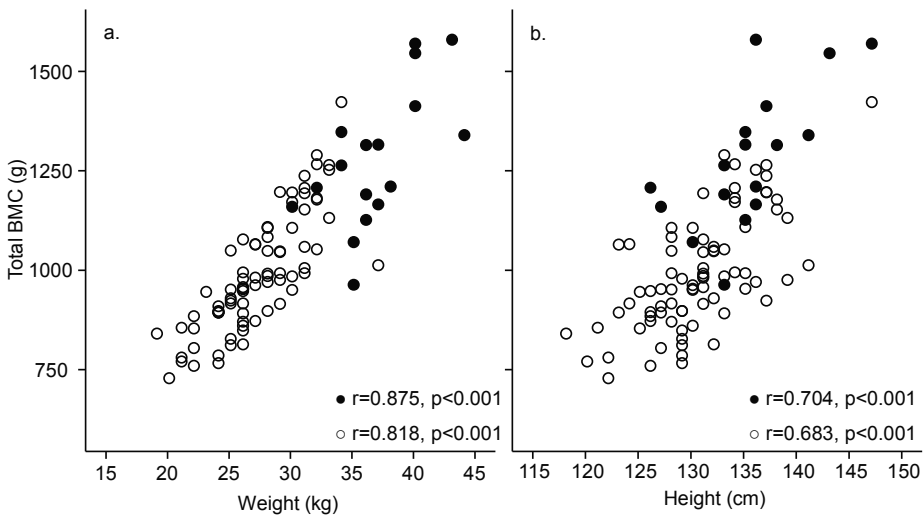 a.
b.
Total BMC (g)
1500
1250
1000
750
r=0.875, p<0.001
r=0.818, p<0.001
r=0.704, p<0.001
r=0.683, p<0.001
15 20 25 30 35 40 45
Weight (kg)
115 120 125 130 135 140 145 150
Height (cm)